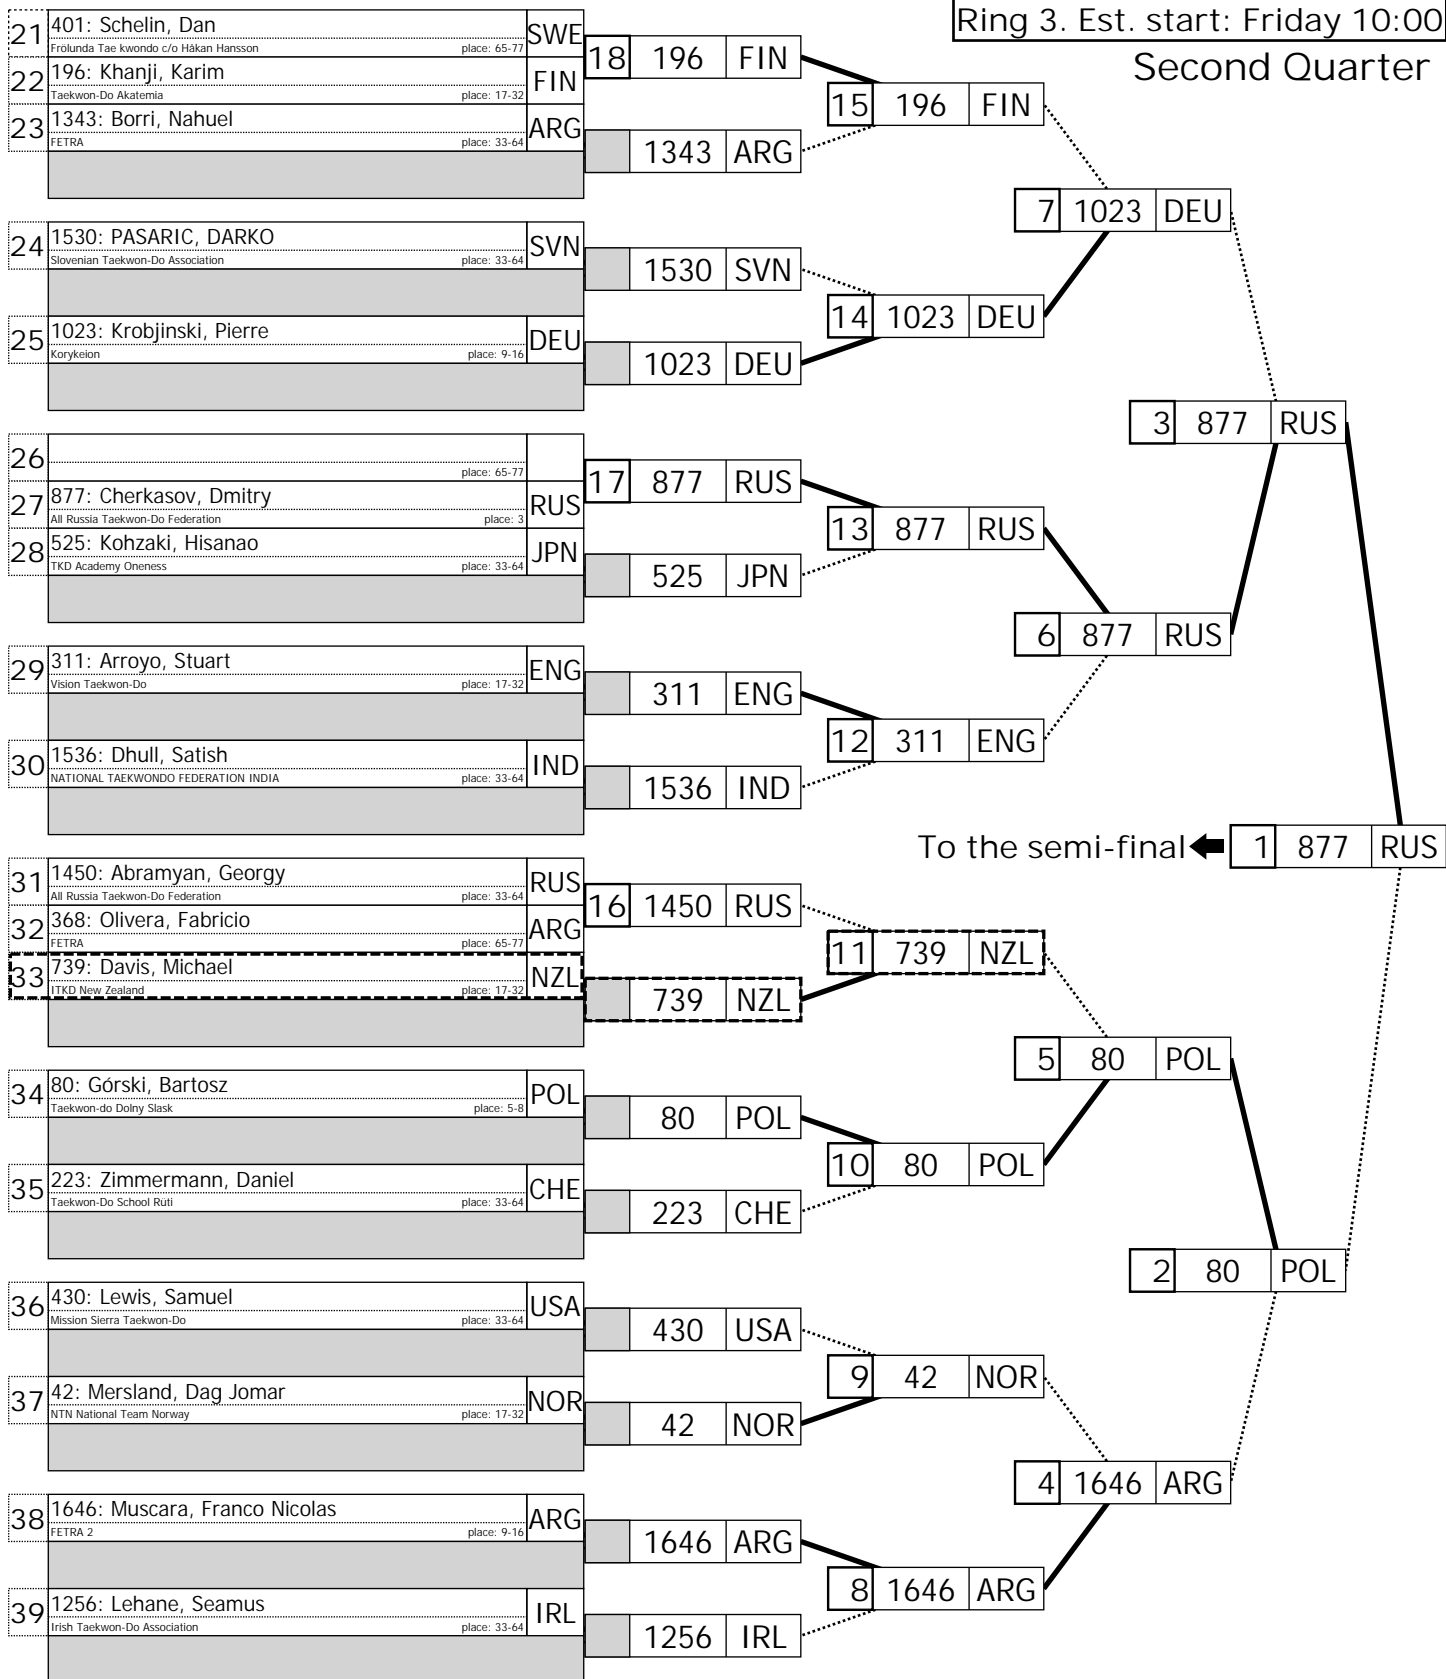 Ring 3. Est. start: Friday 10:00
Second Quarter
21 401: Schelin, Dan SWE
Frölunda Tae kwondo c/o Håkan Hansson place: 65-77
22 196: Khanji, Karim FIN
Taekwon-Do Akatemia place: 17-32
23 1343: Borri, Nahuel ARG
FETRA place: 33-64
24 1530: PASARIC, DARKO SVN
Slovenian Taekwon-Do Association place: 33-64
25 1023: Krobjinski, Pierre DEU
Korykeion place: 9-16
26
place: 65-77
27 877: Cherkasov, Dmitry RUS
All Russia Taekwon-Do Federation place: 3
28 525: Kohzaki, Hisanao JPN
TKD Academy Oneness place: 33-64
29 311: Arroyo, Stuart ENG
Vision Taekwon-Do place: 17-32
30 1536: Dhull, Satish IND
NATIONAL TAEKWONDO FEDERATION INDIA place: 33-64
31 1450: Abramyan, Georgy RUS
All Russia Taekwon-Do Federation place: 33-64
32 368: Olivera, Fabricio ARG
FETRA place: 65-77
33 739: Davis, Michael NZL
ITKD New Zealand place: 17-32
34 80: Górski, Bartosz POL
Taekwon-do Dolny Slask place: 5-8
35 223: Zimmermann, Daniel CHE
Taekwon-Do School Rüti place: 33-64
36 430: Lewis, Samuel USA
Mission Sierra Taekwon-Do place: 33-64
37 42: Mersland, Dag Jomar NOR
NTN National Team Norway place: 17-32
38 1646: Muscara, Franco Nicolas ARG
FETRA 2 place: 9-16
39 1256: Lehane, Seamus IRL
Irish Taekwon-Do Association place: 33-64
18 196 FIN
1343 ARG
1530 SVN
1023 DEU
17 877 RUS
525 JPN
311 ENG
1536 IND
16 1450 RUS
739 NZL
80 POL
223 CHE
430 USA
42 NOR
1646 ARG
1256 IRL
15 196 FIN
14 1023 DEU
13 877 RUS
12 311 ENG
11 739 NZL
10 80 POL
9 42 NOR
8 1646 ARG
7 1023 DEU
6 877 RUS
5 80 POL
4 1646 ARG
3 877 RUS
2 80 POL
To the semi-final 1 877 RUS